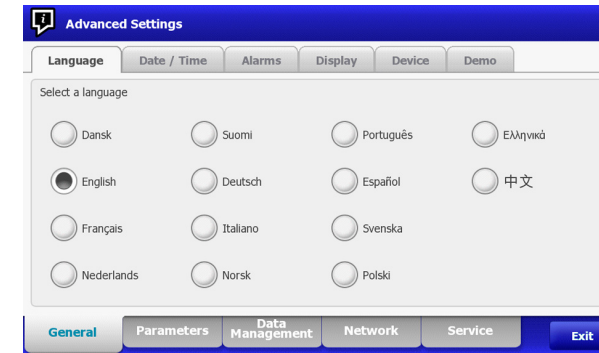 Advanced Settings
Language Date / Time Alarms Display Device Demo
Select a language
Dansk Suomi Português Ελληνικά
English Deutsch Español 中文
Français Italiano Svenska
Nederlands Norsk Polski
General Parameters Data Management Network Service Exit